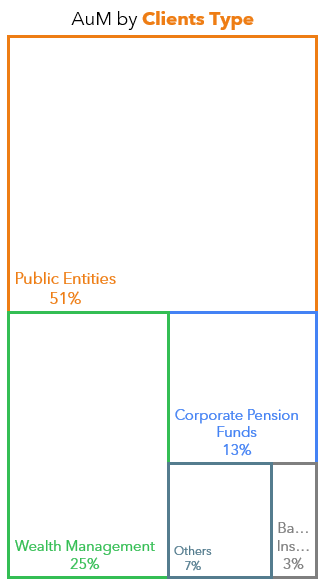 AuM by Clients Type
Public Entities
51%
Corporate Pension
Funds
13%
Wealth Management
25%
Others
7%
Ba...
Ins...
3%